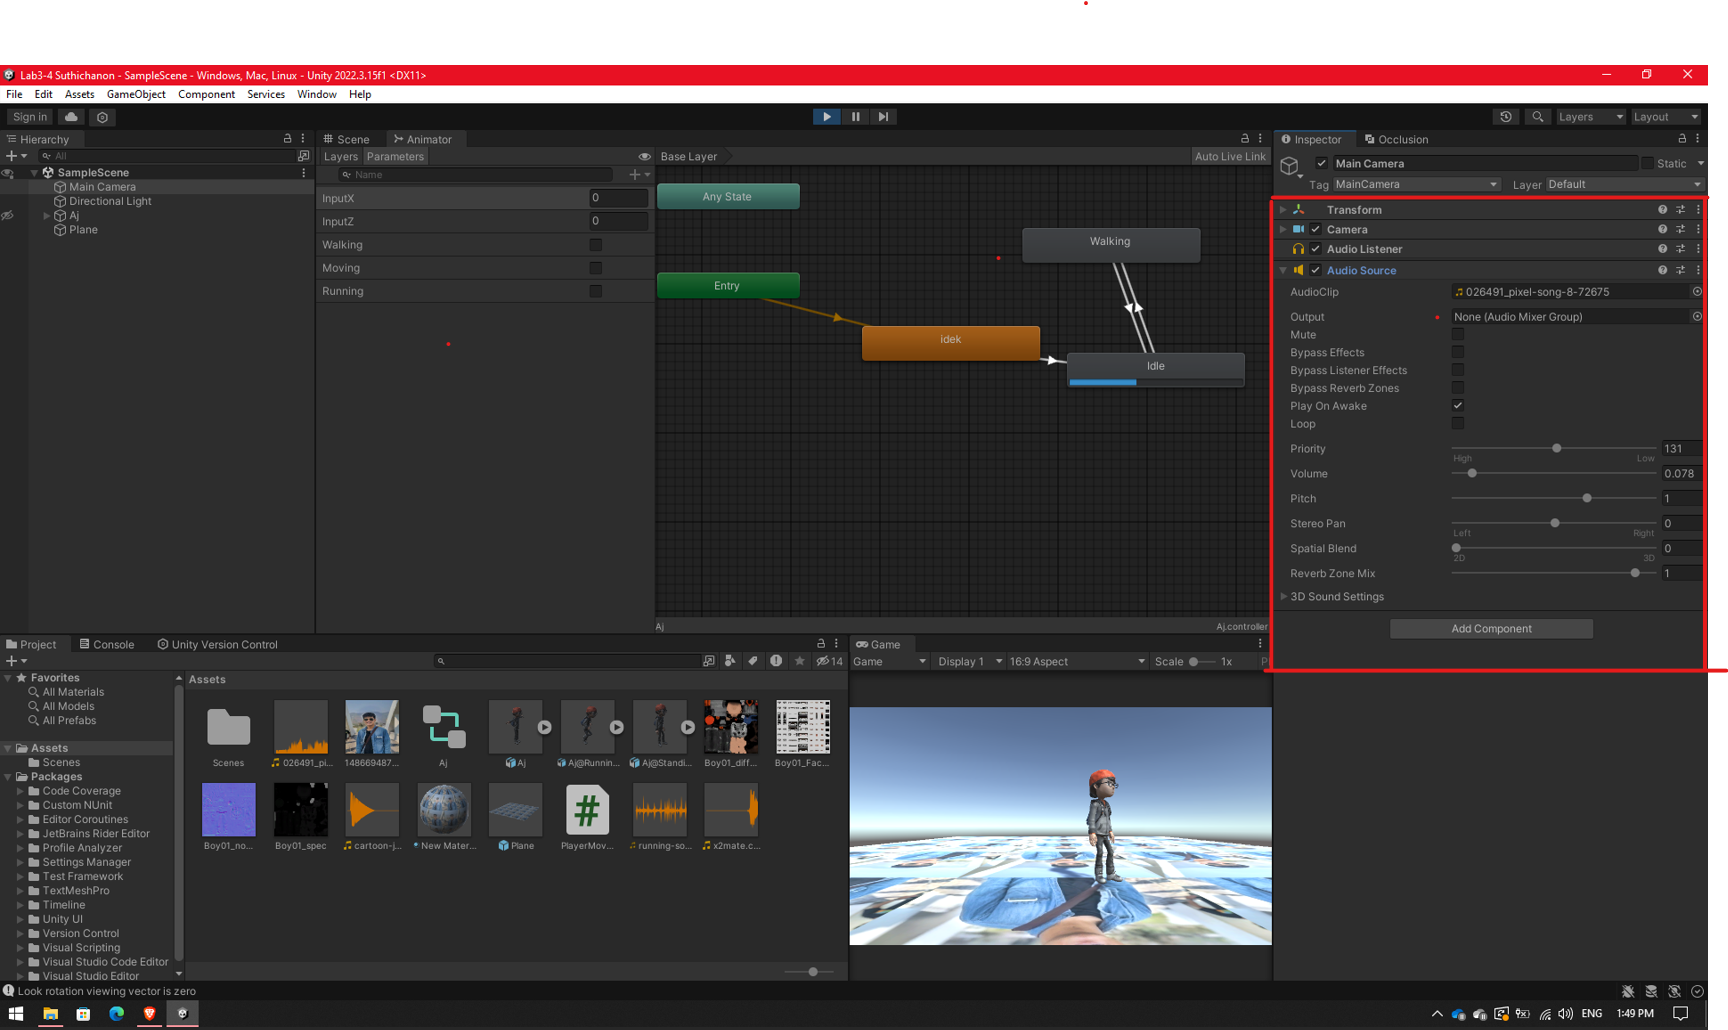 Lab3-4 Suthichanon - SampleScene - Windows, Mac, Linux - Unity 2022.3.15f1 <DX11>
File Edit Assets GameObject Component Services Window Help
Sign in
Layers Layout
Hierarchy
All
SampleScene
Main Camera
Directional Light
Aj
Plane
Scene Animator
Layers Parameters
Name
InputX 0
InputZ 0
Walking
Moving
Running
Base Layer Auto Live Link
Any State
Walking
Entry
idek
Idle
Aj Aj.controller
Inspector Occlusion
Main Camera Static
Tag MainCamera Layer Default
Transform
Camera
Audio Listener
Audio Source
AudioClip 026491_pixel-song-8-72675
Output None (Audio Mixer Group)
Mute
Bypass Effects
Bypass Listener Effects
Bypass Reverb Zones
Play On Awake
Loop
Priority 131
High Low
Volume 0.078
Pitch 1
Stereo Pan 0
Left Right
Spatial Blend 0
2D 3D
Reverb Zone Mix 1
3D Sound Settings
Add Component
Project Console Unity Version Control
14
Favorites
All Materials
All Models
All Prefabs
Assets
Scenes
Packages
Code Coverage
Custom NUnit
Editor Coroutines
JetBrains Rider Editor
Profile Analyzer
Settings Manager
Test Framework
TextMeshPro
Timeline
Unity UI
Version Control
Visual Scripting
Visual Studio Code Editor
Visual Studio Editor
Assets
Scenes 026491_pi... 148669487... Aj Aj Aj@Runnin... Aj@Standi... Boy01_diff... Boy01_Fac...
Boy01_no... Boy01_spec cartoon-j... New Mater... Plane PlayerMov... running-so... x2mate.c...
Game
Game Display 1 16:9 Aspect Scale 1x
Look rotation viewing vector is zero
ENG 1:49 PM